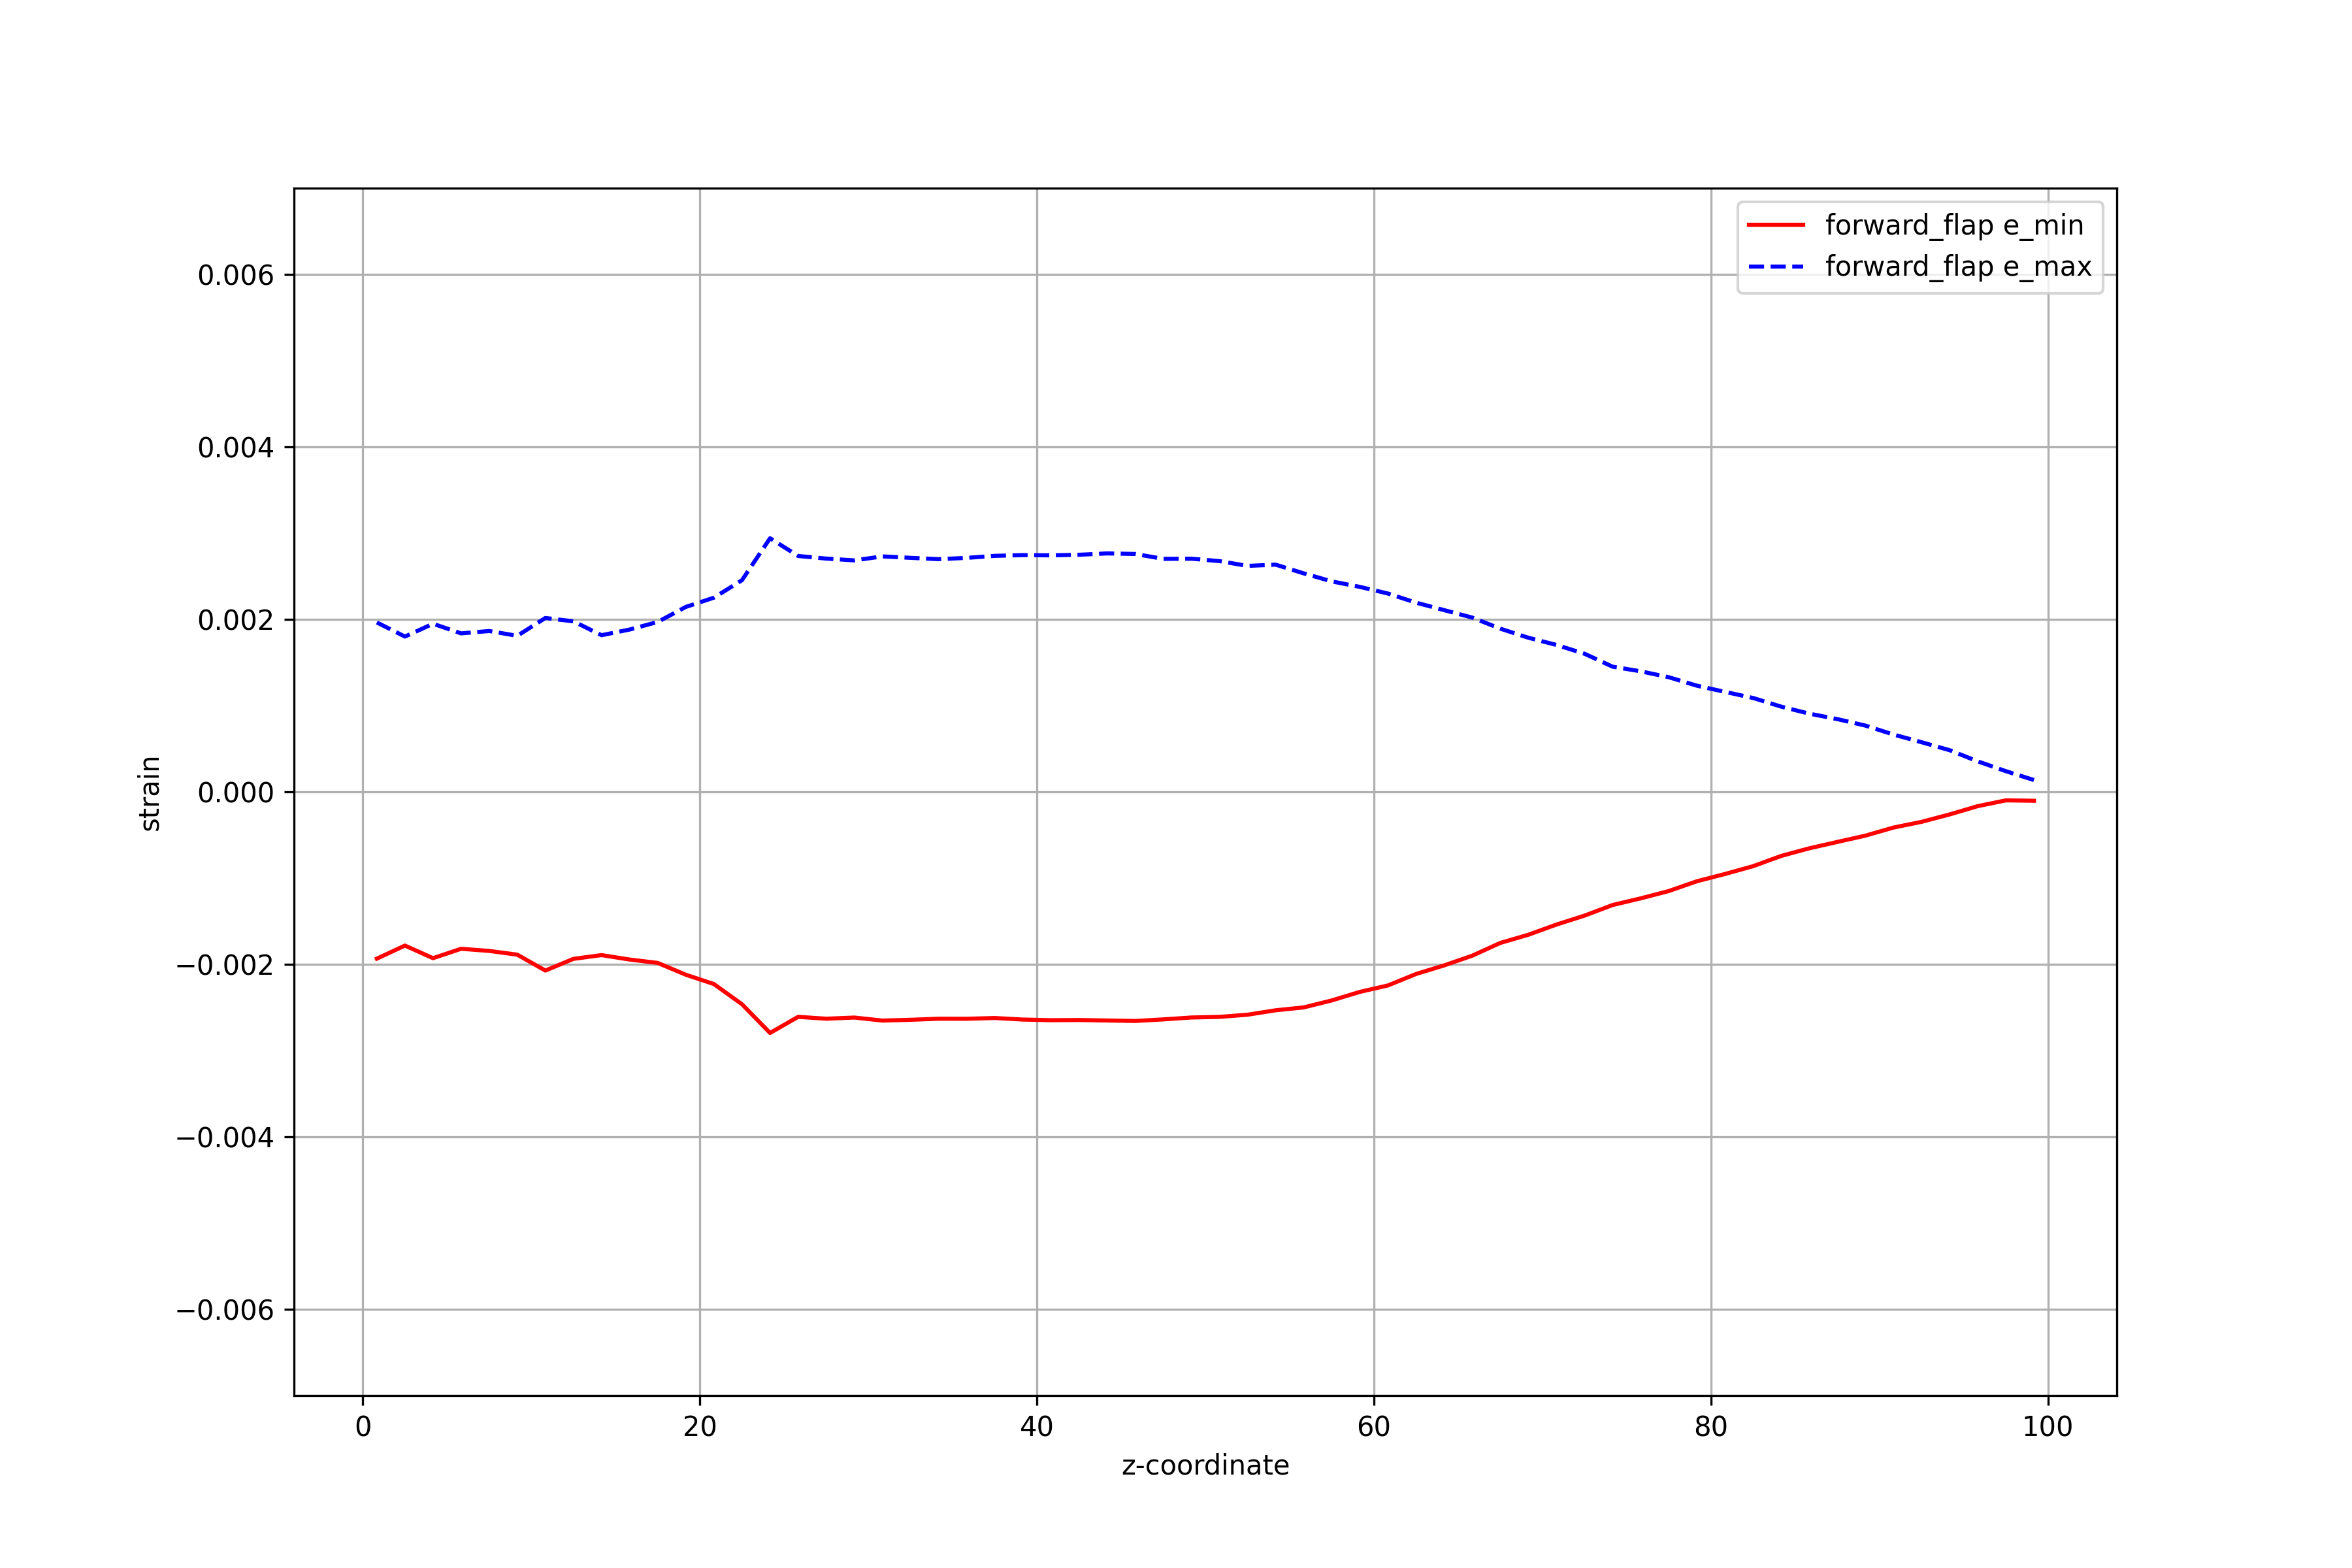 forward_flap e_min
forward_flap e_max
0.006
0.004
0.002
0.000
−0.002
−0.004
−0.006
strain
0 20 40 60 80 100
z-coordinate